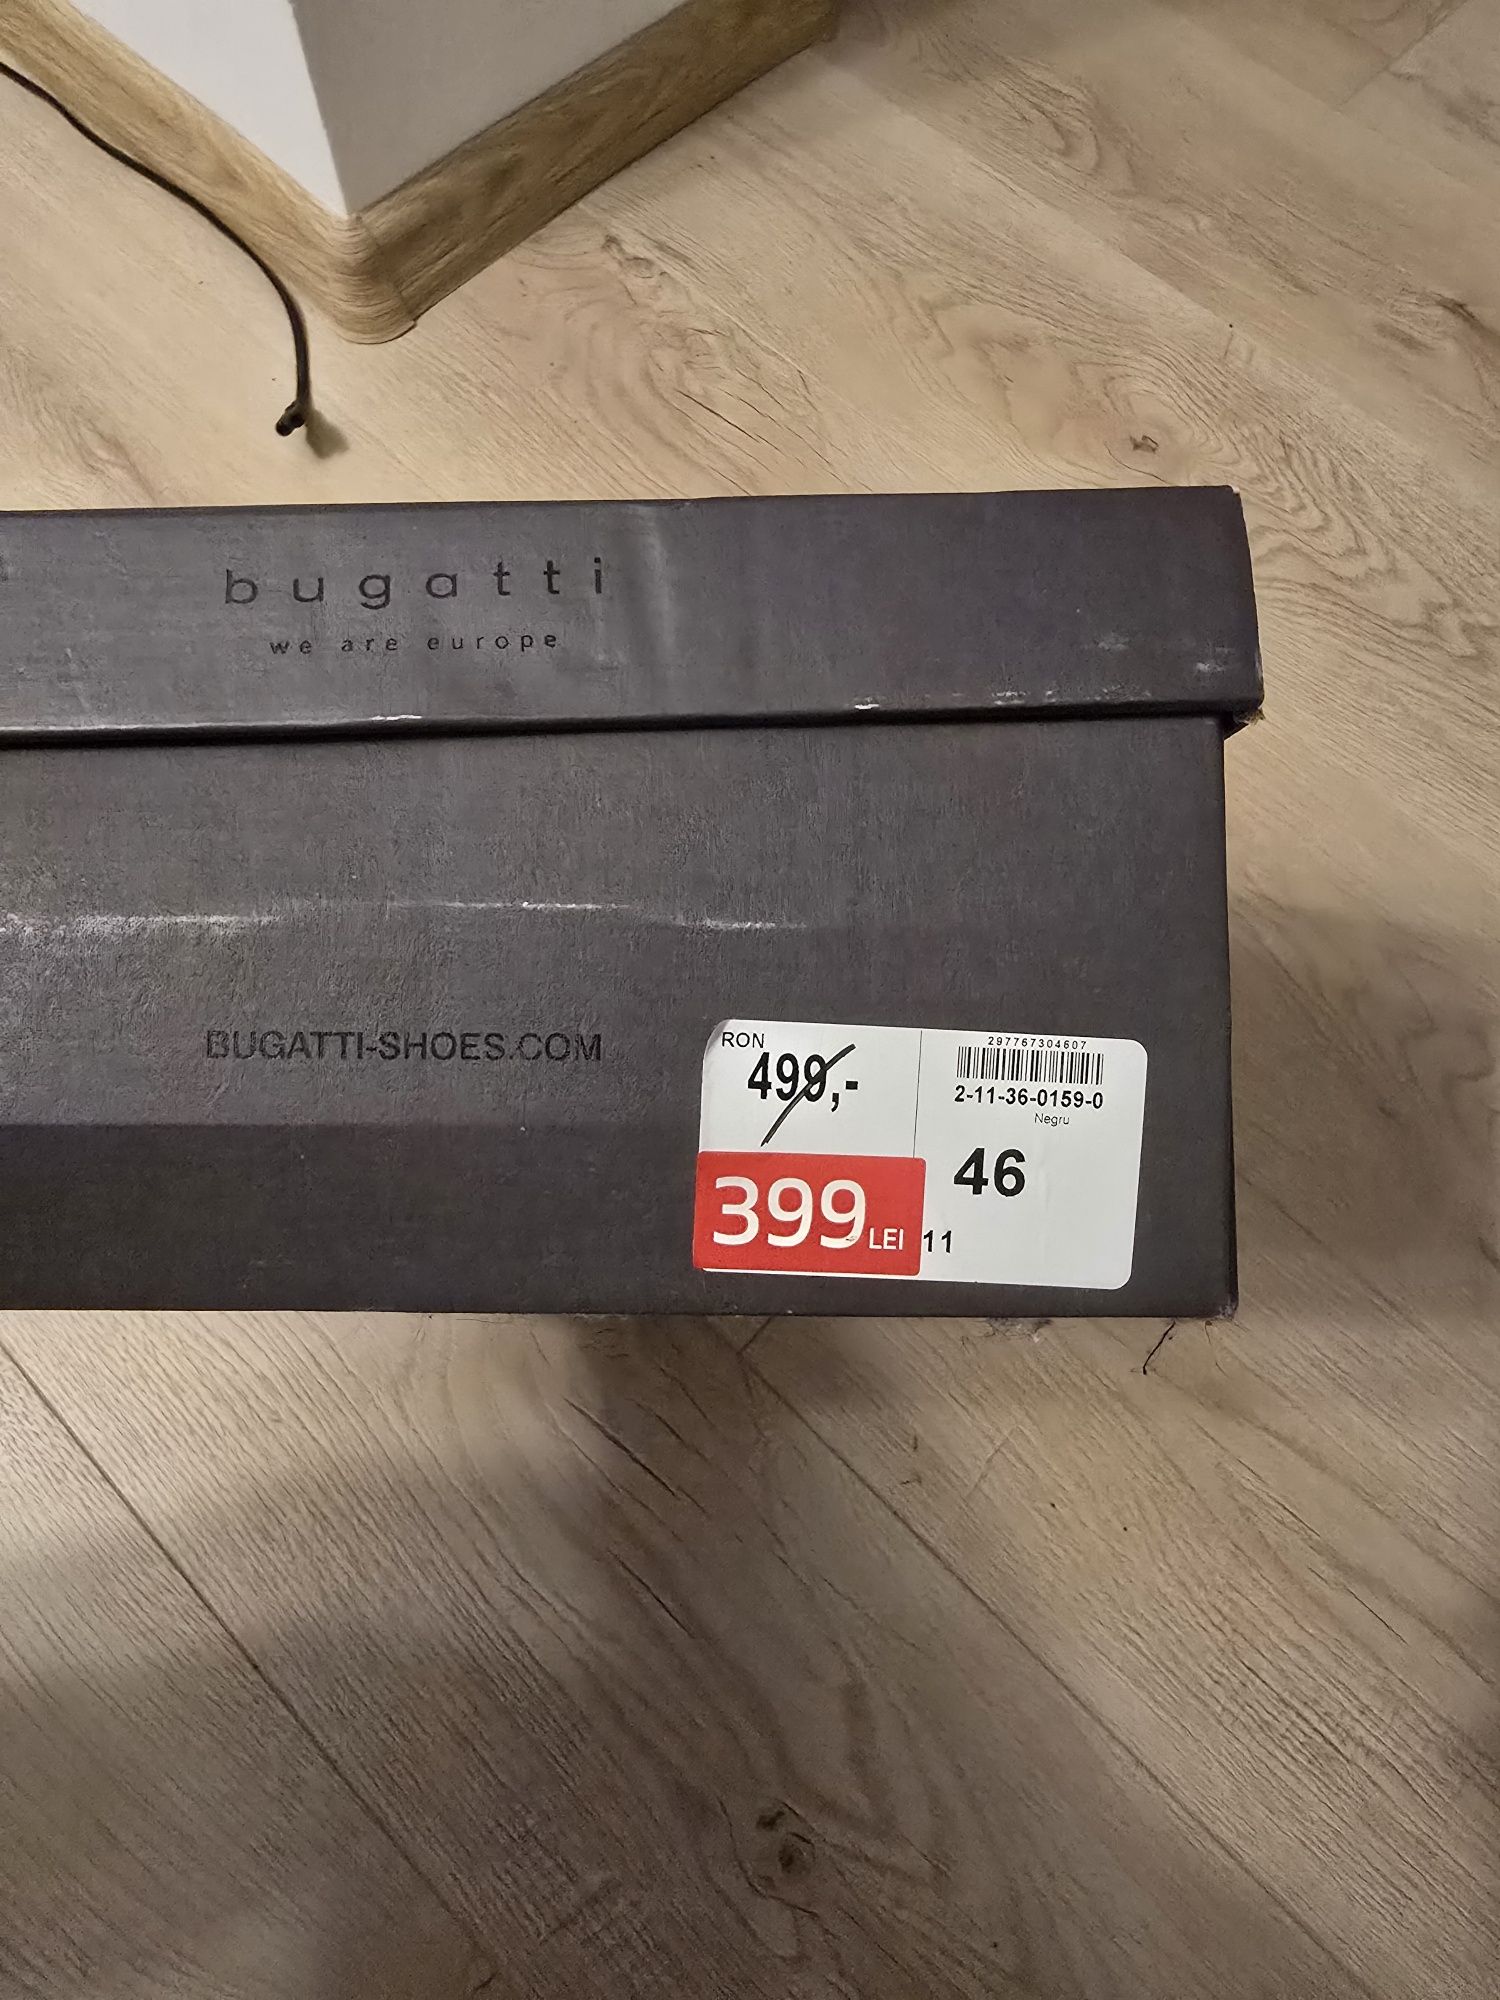 bugatti
we are europe
BUGATTI-SHOES.COM
RON
499,-
399 LEI
297767304607
2-11-36-0159-0
Negru
46
11